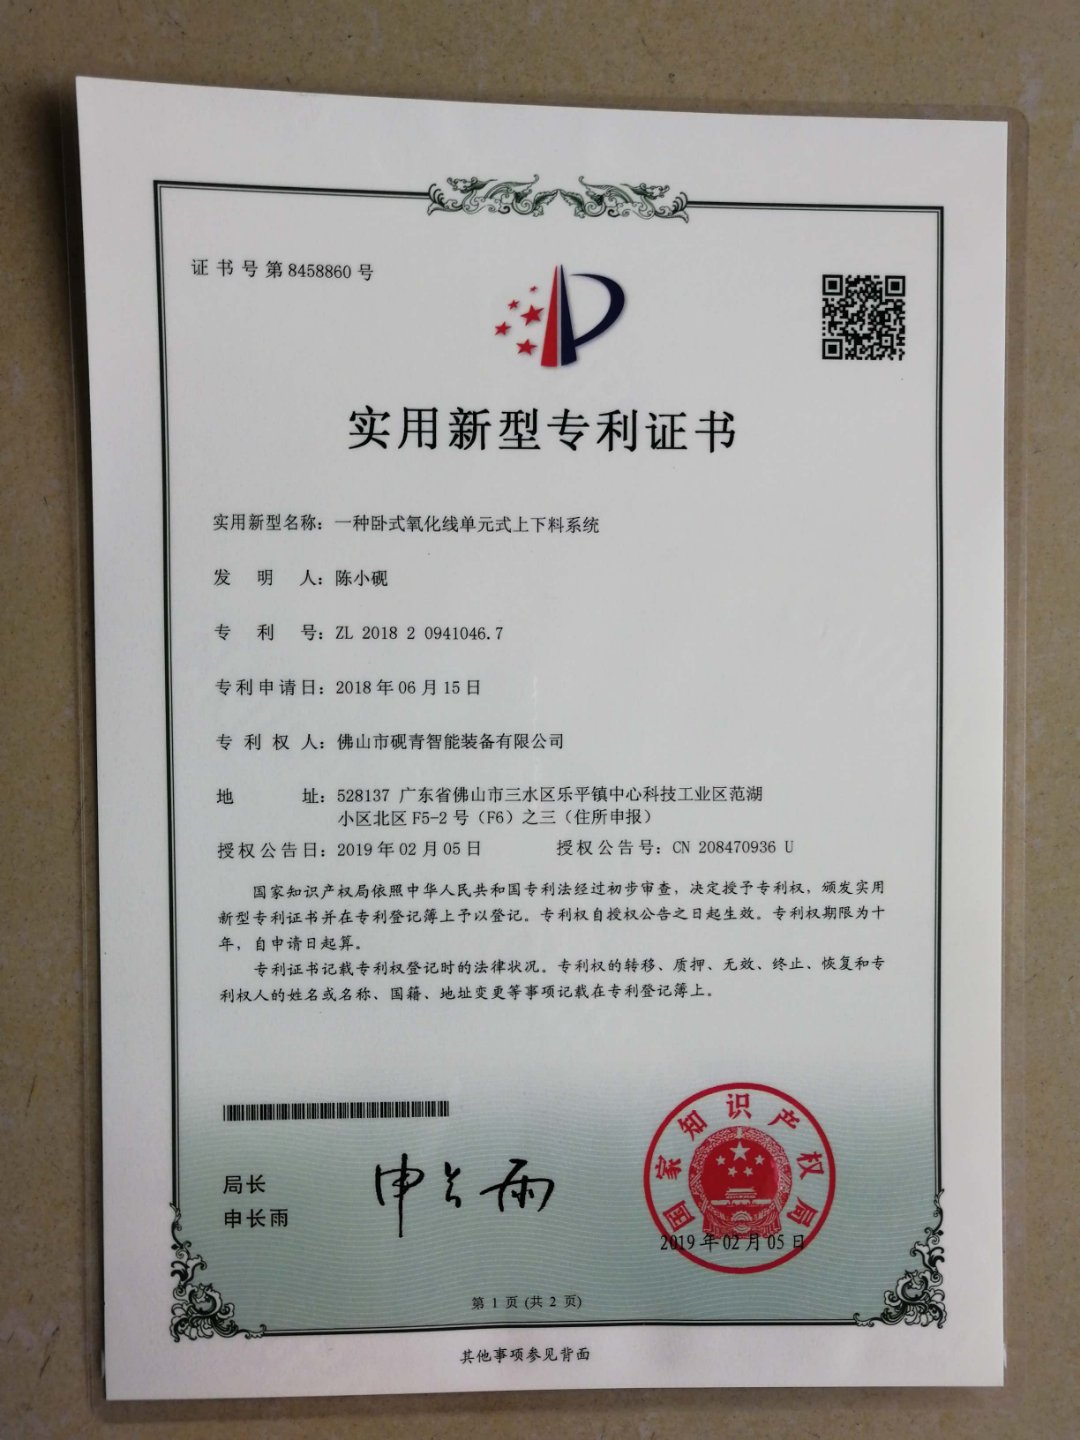 证书号第8458860号
实用新型专利证书
实用新型名称：一种卧式氧化线单元式上下料系统
发明人：陈小砚
专利号：ZL 2018 2 0941046.7
专利申请日：2018年06月15日
专利权人：佛山市砚青智能装备有限公司
地址：528137 广东省佛山市三水区乐平镇中心科技工业区范湖
小区北区F5-2号（F6）之三（住所申报）
授权公告日：2019年02月05日 授权公告号：CN 208470936 U
国家知识产权局依照中华人民共和国专利法经过初步审查，决定授予专利权，颁发实用
新型专利证书并在专利登记簿上予以登记。专利权自授权公告之日起生效。专利权期限为十
年，自申请日起算。
专利证书记载专利权登记时的法律状况。专利权的转移、质押、无效、终止、恢复和专
利权人的姓名或名称、国籍、地址变更等事项记载在专利登记簿上。
局长
申长雨
申长雨
国家知识产权局
2019年02月05日
第 1 页 (共 2 页)
其他事项参见背面